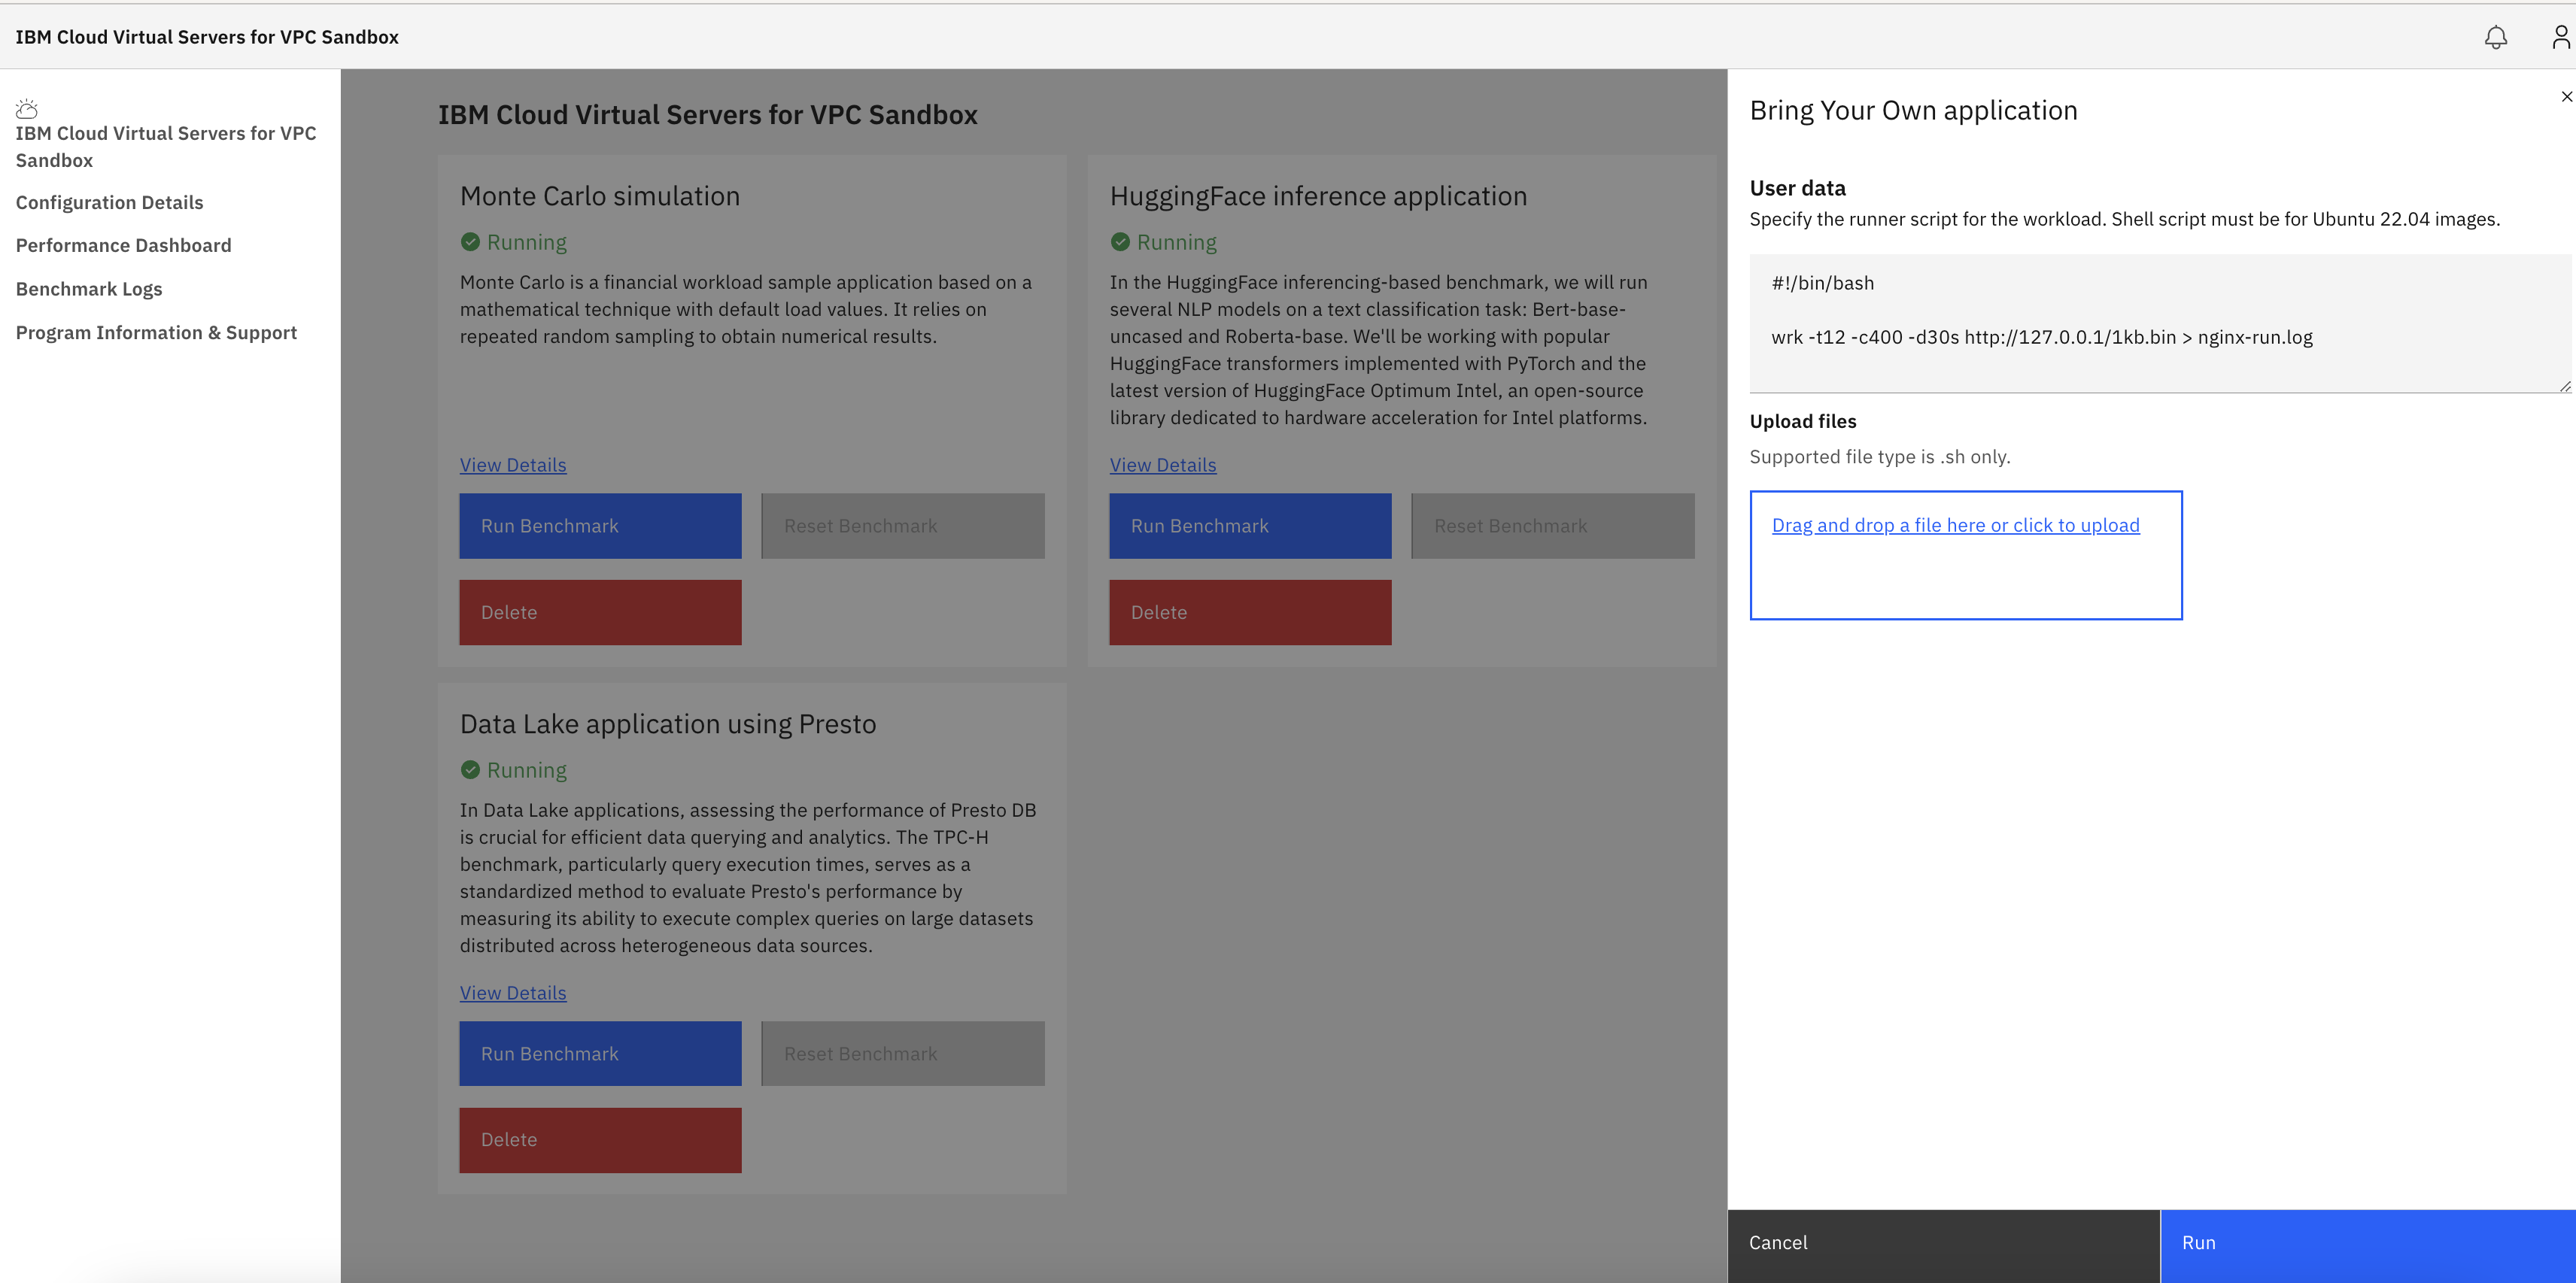 IBM Cloud Virtual Servers for VPC Sandbox
IBM Cloud Virtual Servers for VPC
Sandbox
Configuration Details
Performance Dashboard
Benchmark Logs
Program Information & Support
IBM Cloud Virtual Servers for VPC Sandbox
Monte Carlo simulation
Running
Monte Carlo is a financial workload sample application based on a
mathematical technique with default load values. It relies on
repeated random sampling to obtain numerical results.
View Details
Run Benchmark
Reset Benchmark
Delete
HuggingFace inference application
Running
In the HuggingFace inferencing-based benchmark, we will run
several NLP models on a text classification task: Bert-base-
uncased and Roberta-base. We'll be working with popular
HuggingFace transformers implemented with PyTorch and the
latest version of HuggingFace Optimum Intel, an open-source
library dedicated to hardware acceleration for Intel platforms.
View Details
Run Benchmark
Reset Benchmark
Delete
Data Lake application using Presto
Running
In Data Lake applications, assessing the performance of Presto DB
is crucial for efficient data querying and analytics. The TPC-H
benchmark, particularly query execution times, serves as a
standardized method to evaluate Presto's performance by
measuring its ability to execute complex queries on large datasets
distributed across heterogeneous data sources.
View Details
Run Benchmark
Reset Benchmark
Delete
Bring Your Own application
User data
Specify the runner script for the workload. Shell script must be for Ubuntu 22.04 images.
#!/bin/bash
wrk -t12 -c400 -d30s http://127.0.0.1/1kb.bin > nginx-run.log
Upload files
Supported file type is .sh only.
Drag and drop a file here or click to upload
Cancel
Run